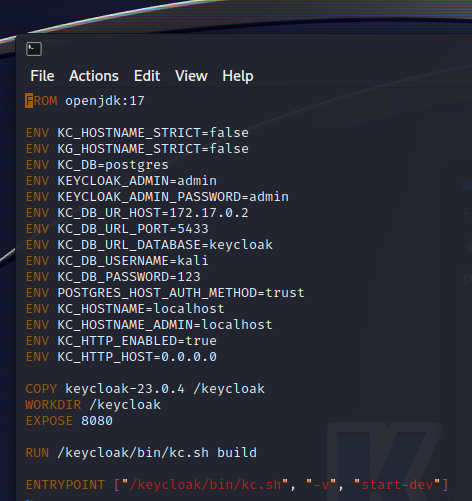 File Actions Edit View Help
FROM openjdk:17
ENV KC_HOSTNAME_STRICT=false
ENV KG_HOSTNAME_STRICT=false
ENV KC_DB=postgres
ENV KEYCLOAK_ADMIN=admin
ENV KEYCLOAK_ADMIN_PASSWORD=admin
ENV KC_DB_UR_HOST=172.17.0.2
ENV KC_DB_URL_PORT=5433
ENV KC_DB_URL_DATABASE=keycloak
ENV KC_DB_USERNAME=kali
ENV KC_DB_PASSWORD=123
ENV POSTGRES_HOST_AUTH_METHOD=trust
ENV KC_HOSTNAME=localhost
ENV KC_HOSTNAME_ADMIN=localhost
ENV KC_HTTP_ENABLED=true
ENV KC_HTTP_HOST=0.0.0.0
COPY keycloak-23.0.4 /keycloak
WORKDIR /keycloak
EXPOSE 8080
RUN /keycloak/bin/kc.sh build
ENTRYPOINT ["/keycloak/bin/kc.sh", "-v", "start-dev"]